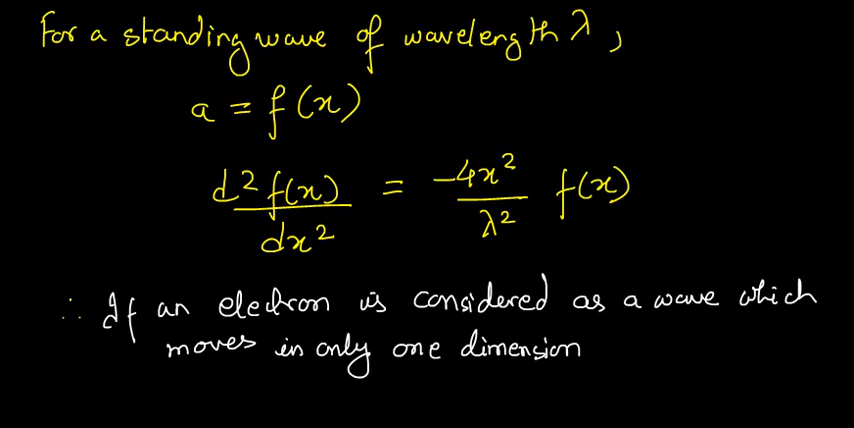 For a standing wave of wavelength λ,
a = f(x)
d²f(x)/dx² = -4x²/λ² f(x)
∴ If an electron is considered as a wave which
moves in only one dimension